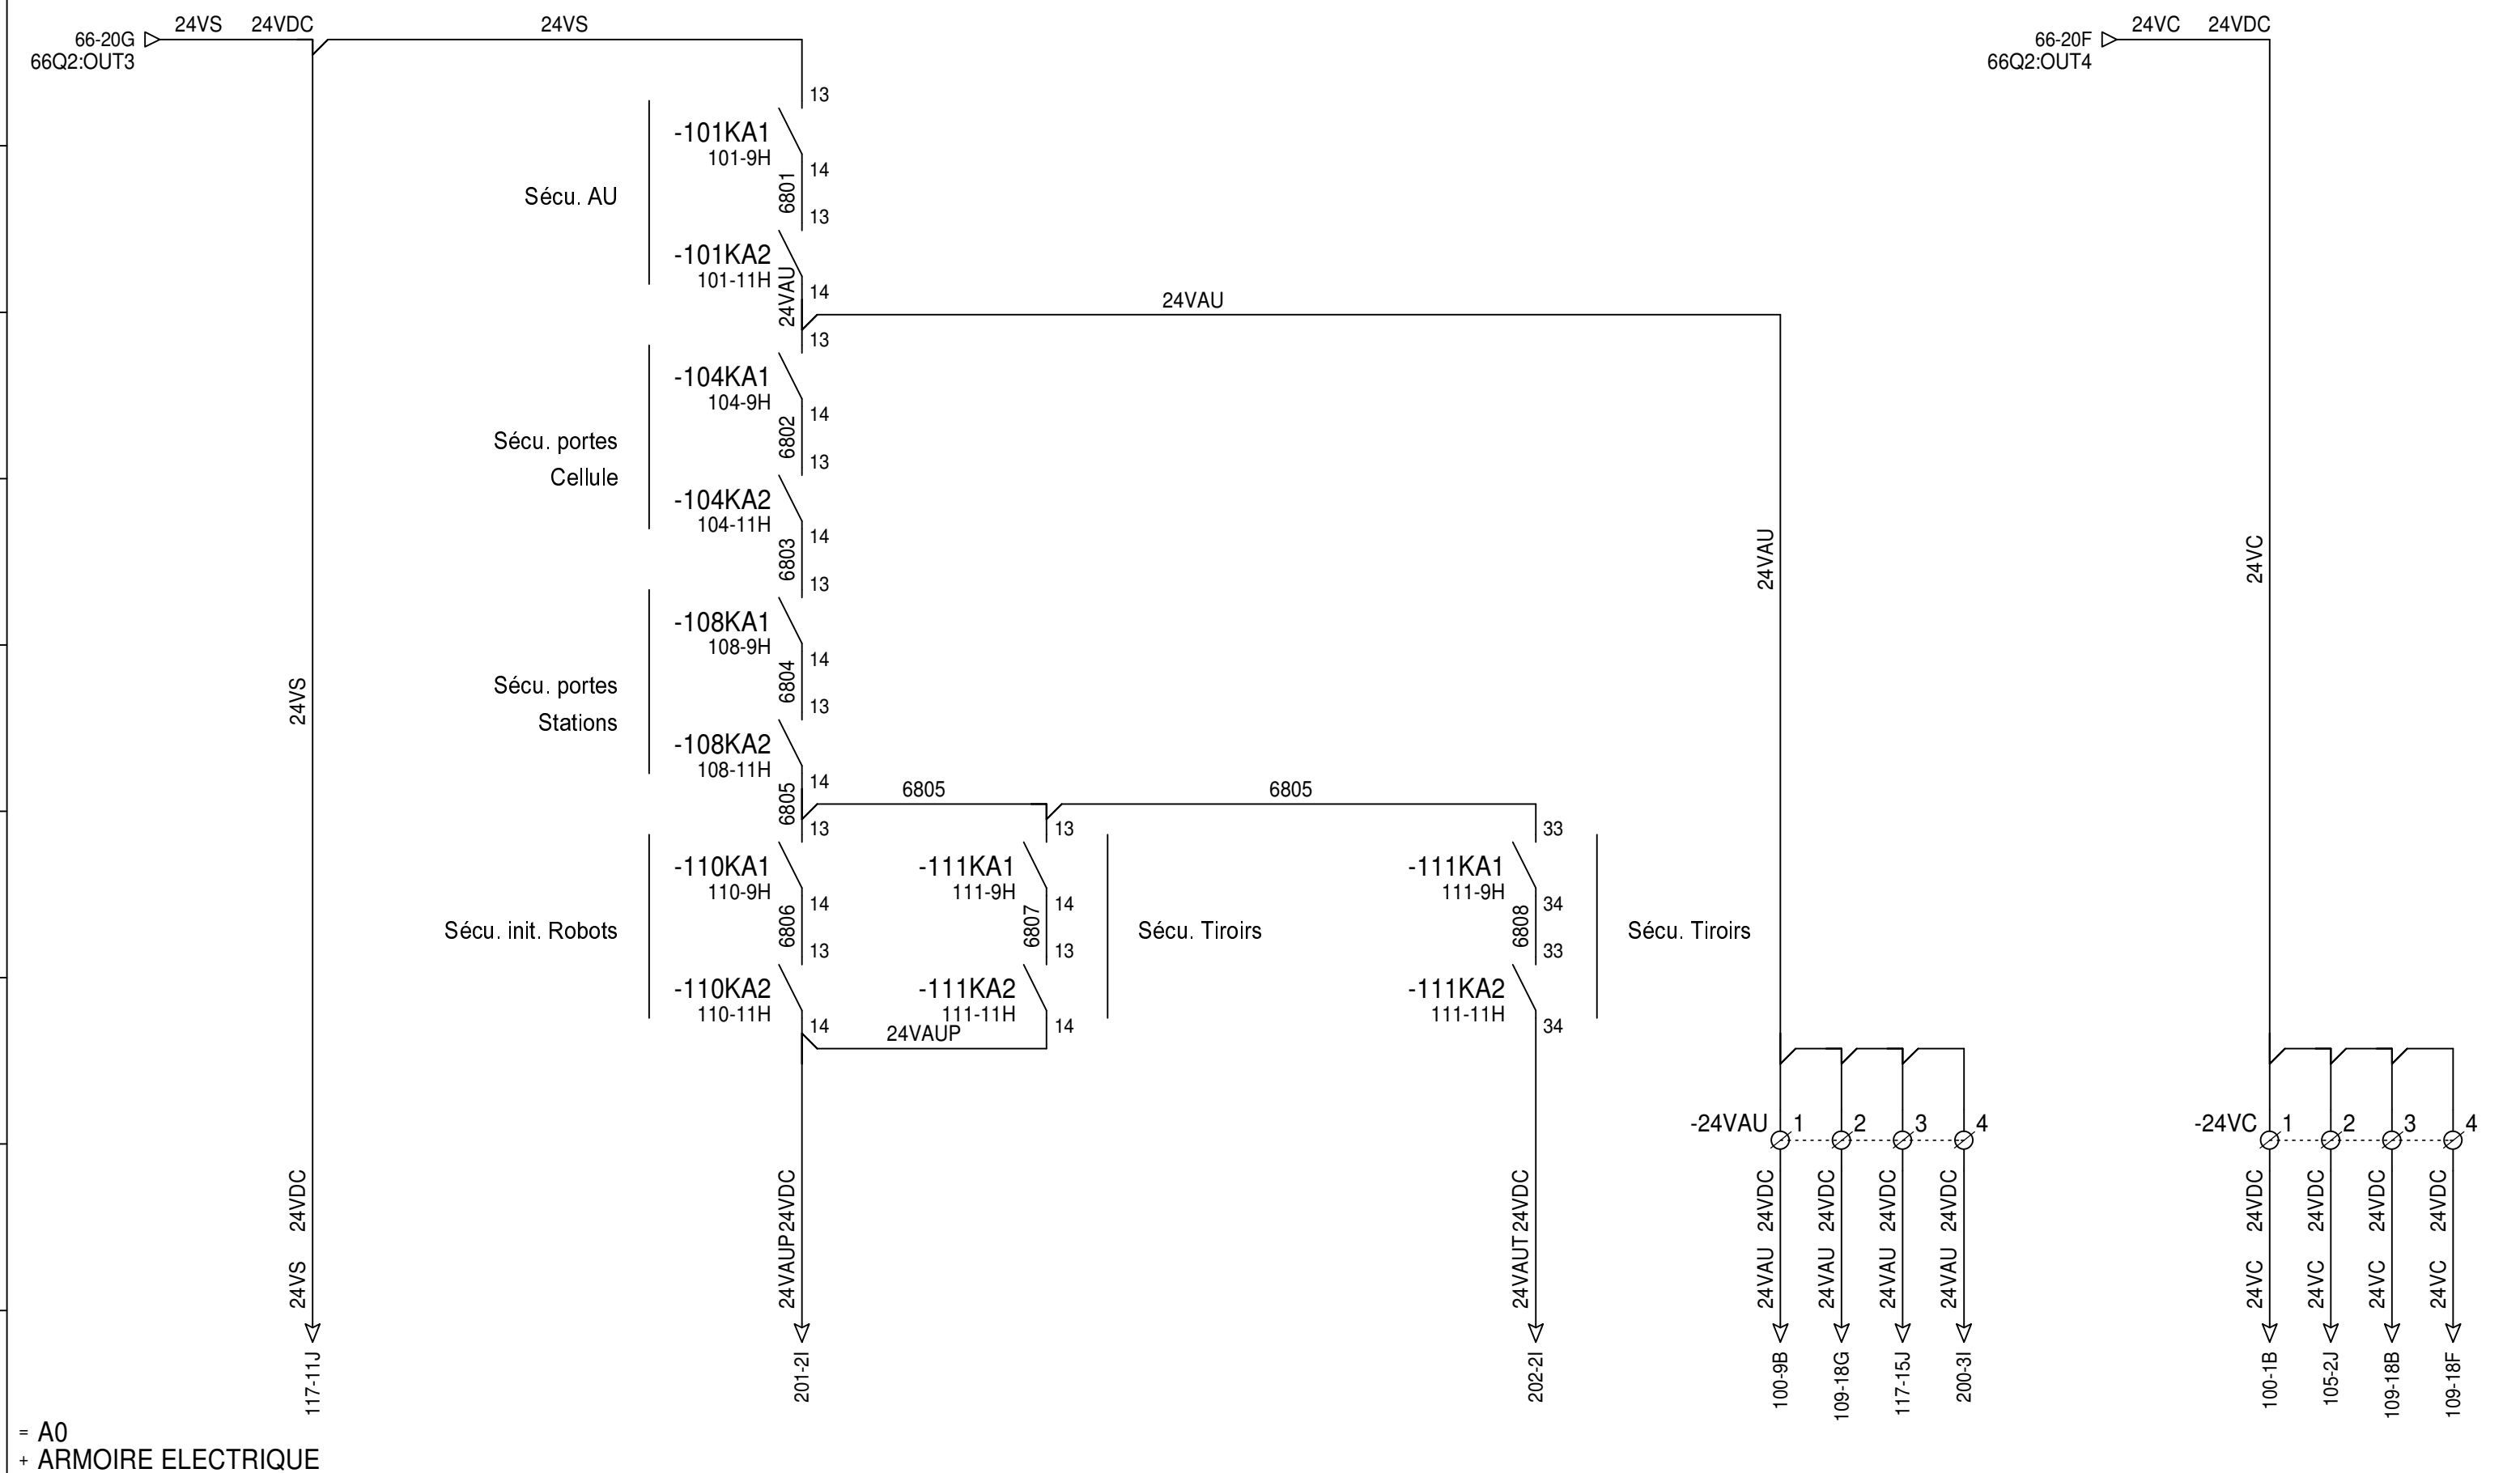 24VS 24VDC 24VS 24VC 24VDC
66-20G 66-20F
66Q2:OUT3 66Q2:OUT4
13
-101KA1
101-9H
14
6801
Sécu. AU
13
-101KA2
101-11H
14
24VAU
24VAU
13
-104KA1
104-9H
14
6802
Sécu. portes
Cellule
13
-104KA2
104-11H
14
6803
24VAU
24VC
13
-108KA1
108-9H
14
6804
24VS
Sécu. portes
Stations
13
-108KA2
108-11H
14
6805
6805 6805
13 13 33
-110KA1 -111KA1 -111KA1
110-9H 111-9H 111-9H
14 14 34
6806 6807 6808
Sécu. init. Robots Sécu. Tiroirs Sécu. Tiroirs
13 13 33
-110KA2 -111KA2 -111KA2
110-11H 111-11H 111-11H
14 14 34
24VAUP
-24VAU 1 2 3 4 -24VC 1 2 3 4
24VDC 24VDC 24VDC 24VDC 24VDC 24VDC 24VDC 24VDC 24VDC 24VDC 24VDC
24VS 24VAUP 24VAUT 24VAU 24VAU 24VAU 24VAU 24VC 24VC 24VC 24VC
117-11J 201-2I 202-2I 100-9B 109-18G 117-15J 200-3I 100-1B 105-2J 109-18B 109-18F
= A0
+ ARMOIRE ELECTRIQUE